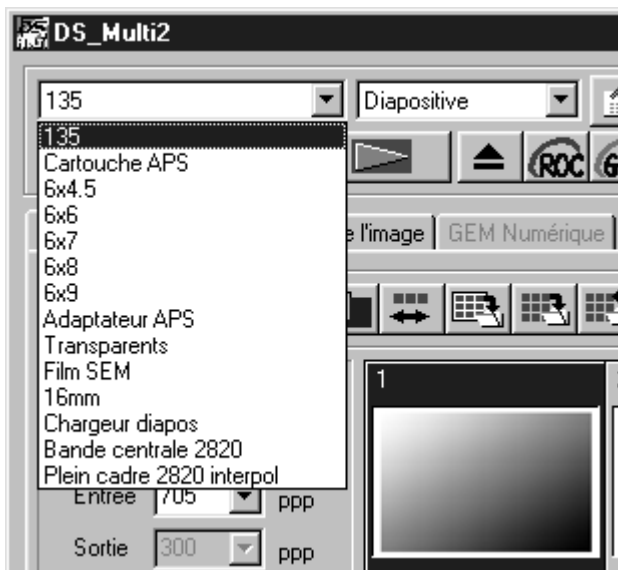 DS_Multi2
135
Diapositive
135
Cartouche APS
6x4.5
6x6
6x7
6x8
6x9
Adaptateur APS
Transparents
Film SEM
16mm
Chargeur diapos
Bande centrale 2820
Plein cadre 2820 interpol
ROC
l'image
GEM Numérique
1
Entrée 705 ppp
Sortie 300 ppp